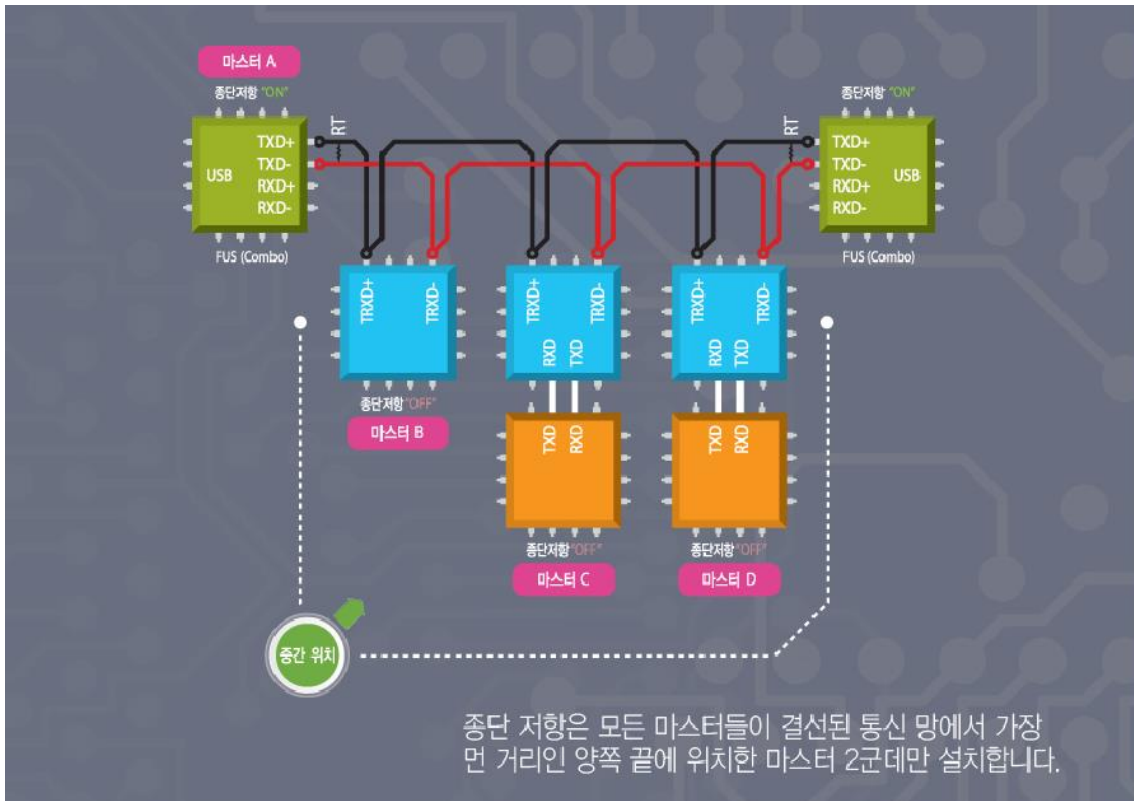 마스터 A
종단저항 "ON"
종단저항 "ON"
RT
RT
TXD+
TXD-
RXD+
RXD-
USB
TXD+
TXD-
RXD+
RXD-
USB
FUS (Combo)
FUS (Combo)
TRXD+
TRXD-
TRXD+
TRXD-
RXD
TXD
TRXD+
TRXD-
RXD
TXD
종단저항 "OFF"
마스터 B
TXD
RXD
TXD
RXD
종단저항 "OFF"
종단저항 "OFF"
마스터 C
마스터 D
중간 위치
종단 저항은 모든 마스터들이 결선된 통신 망에서 가장
먼 거리인 양쪽 끝에 위치한 마스터 2군데만 설치합니다.